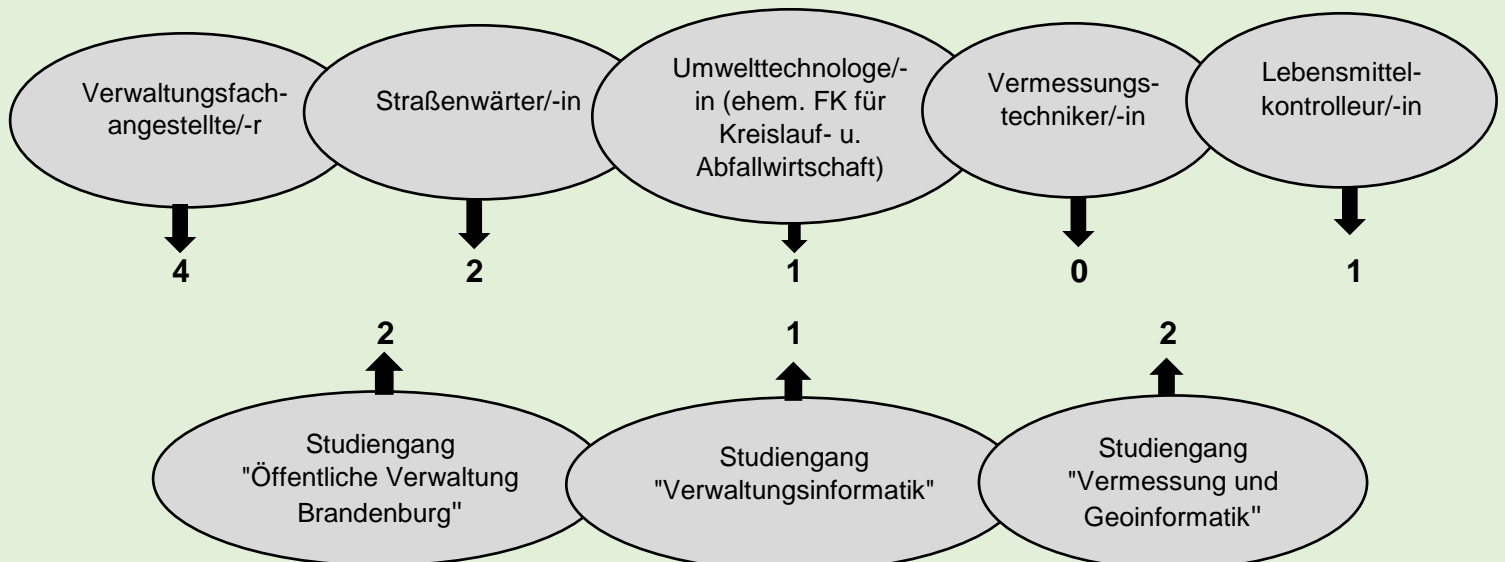 Verwaltungsfach-
angestellte/-r
Straßenwärter/-in
Umwelttechnologe/-
in (ehem. FK für
Kreislauf- u.
Abfallwirtschaft)
Vermessungs-
techniker/-in
Lebensmittel-
kontrolleur/-in
4
2
1
0
1
2
1
2
Studiengang
"Öffentliche Verwaltung
Brandenburg"
Studiengang
"Verwaltungsinformatik"
Studiengang
"Vermessung und
Geoinformatik"